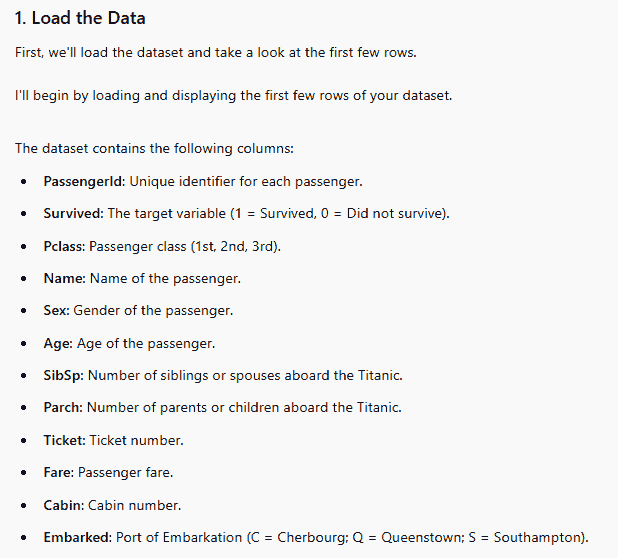 1. Load the Data
First, we'll load the dataset and take a look at the first few rows.
I'll begin by loading and displaying the first few rows of your dataset.
The dataset contains the following columns:
• PassengerId: Unique identifier for each passenger.
• Survived: The target variable (1 = Survived, 0 = Did not survive).
• Pclass: Passenger class (1st, 2nd, 3rd).
• Name: Name of the passenger.
• Sex: Gender of the passenger.
• Age: Age of the passenger.
• SibSp: Number of siblings or spouses aboard the Titanic.
• Parch: Number of parents or children aboard the Titanic.
• Ticket: Ticket number.
• Fare: Passenger fare.
• Cabin: Cabin number.
• Embarked: Port of Embarkation (C = Cherbourg; Q = Queenstown; S = Southampton).